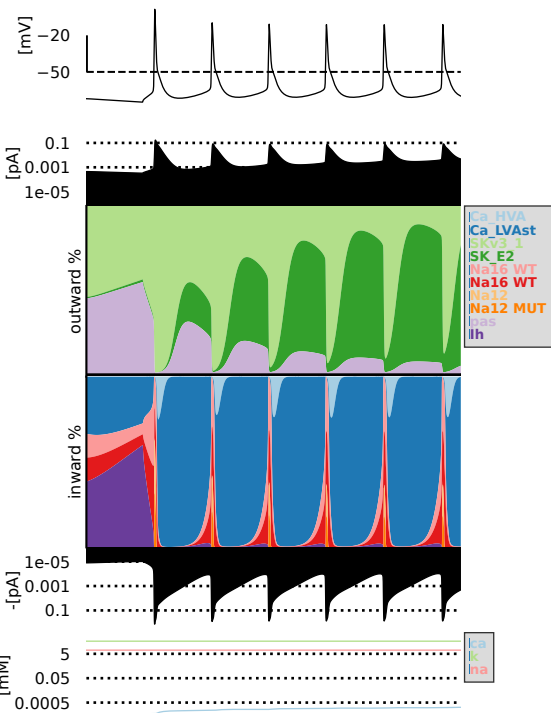 [mV]
−20
−50
[pA]
0.1
0.001
1e-05
outward %
Ca_HVA
Ca_LVAst
SKv3_1
SK_E2
Na16 WT
Na16 WT
Na12
Na12 MUT
pas
Ih
inward %
-[pA]
1e-05
0.001
0.1
[mM]
5
0.05
0.0005
ca
k
na